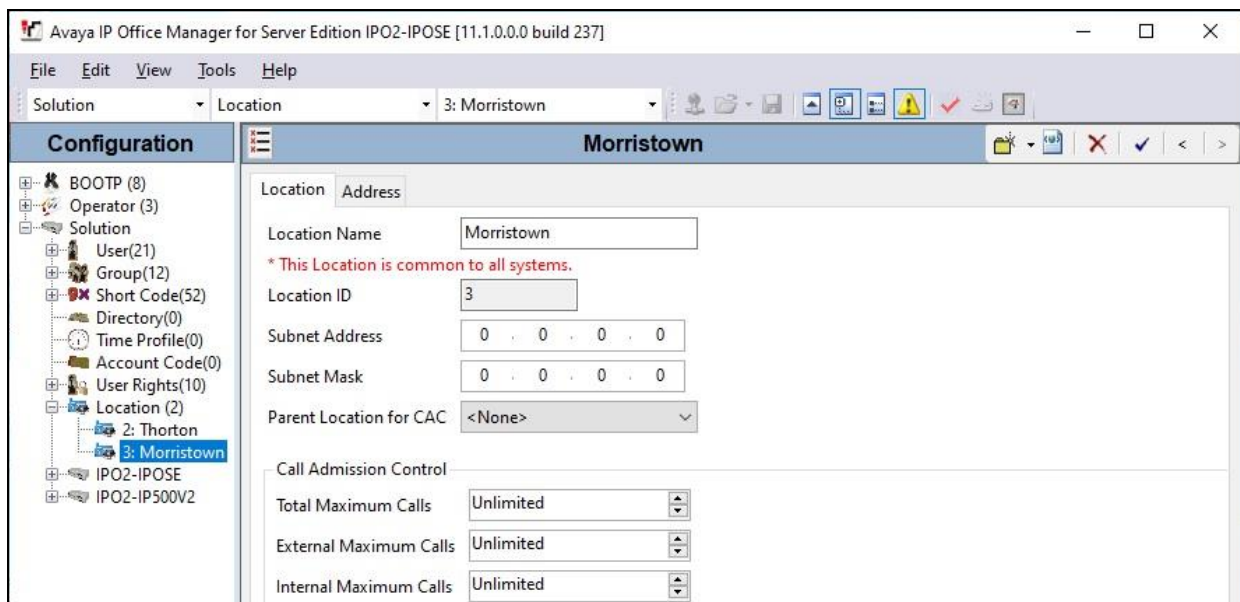 Avaya IP Office Manager for Server Edition IPO2-IPOSE [11.1.0.0.0 build 237]
File Edit View Tools Help
Solution Location 3: Morristown
Configuration
BOOTP (8)
Operator (3)
Solution
User(21)
Group(12)
Short Code(52)
Directory(0)
Time Profile(0)
Account Code(0)
User Rights(10)
Location (2)
2: Thorton
3: Morristown
IPO2-IPOSE
IPO2-IP500V2
Morristown
Location Address
Location Name Morristown
* This Location is common to all systems.
Location ID 3
Subnet Address 0 . 0 . 0 . 0
Subnet Mask 0 . 0 . 0 . 0
Parent Location for CAC <None>
Call Admission Control
Total Maximum Calls Unlimited
External Maximum Calls Unlimited
Internal Maximum Calls Unlimited